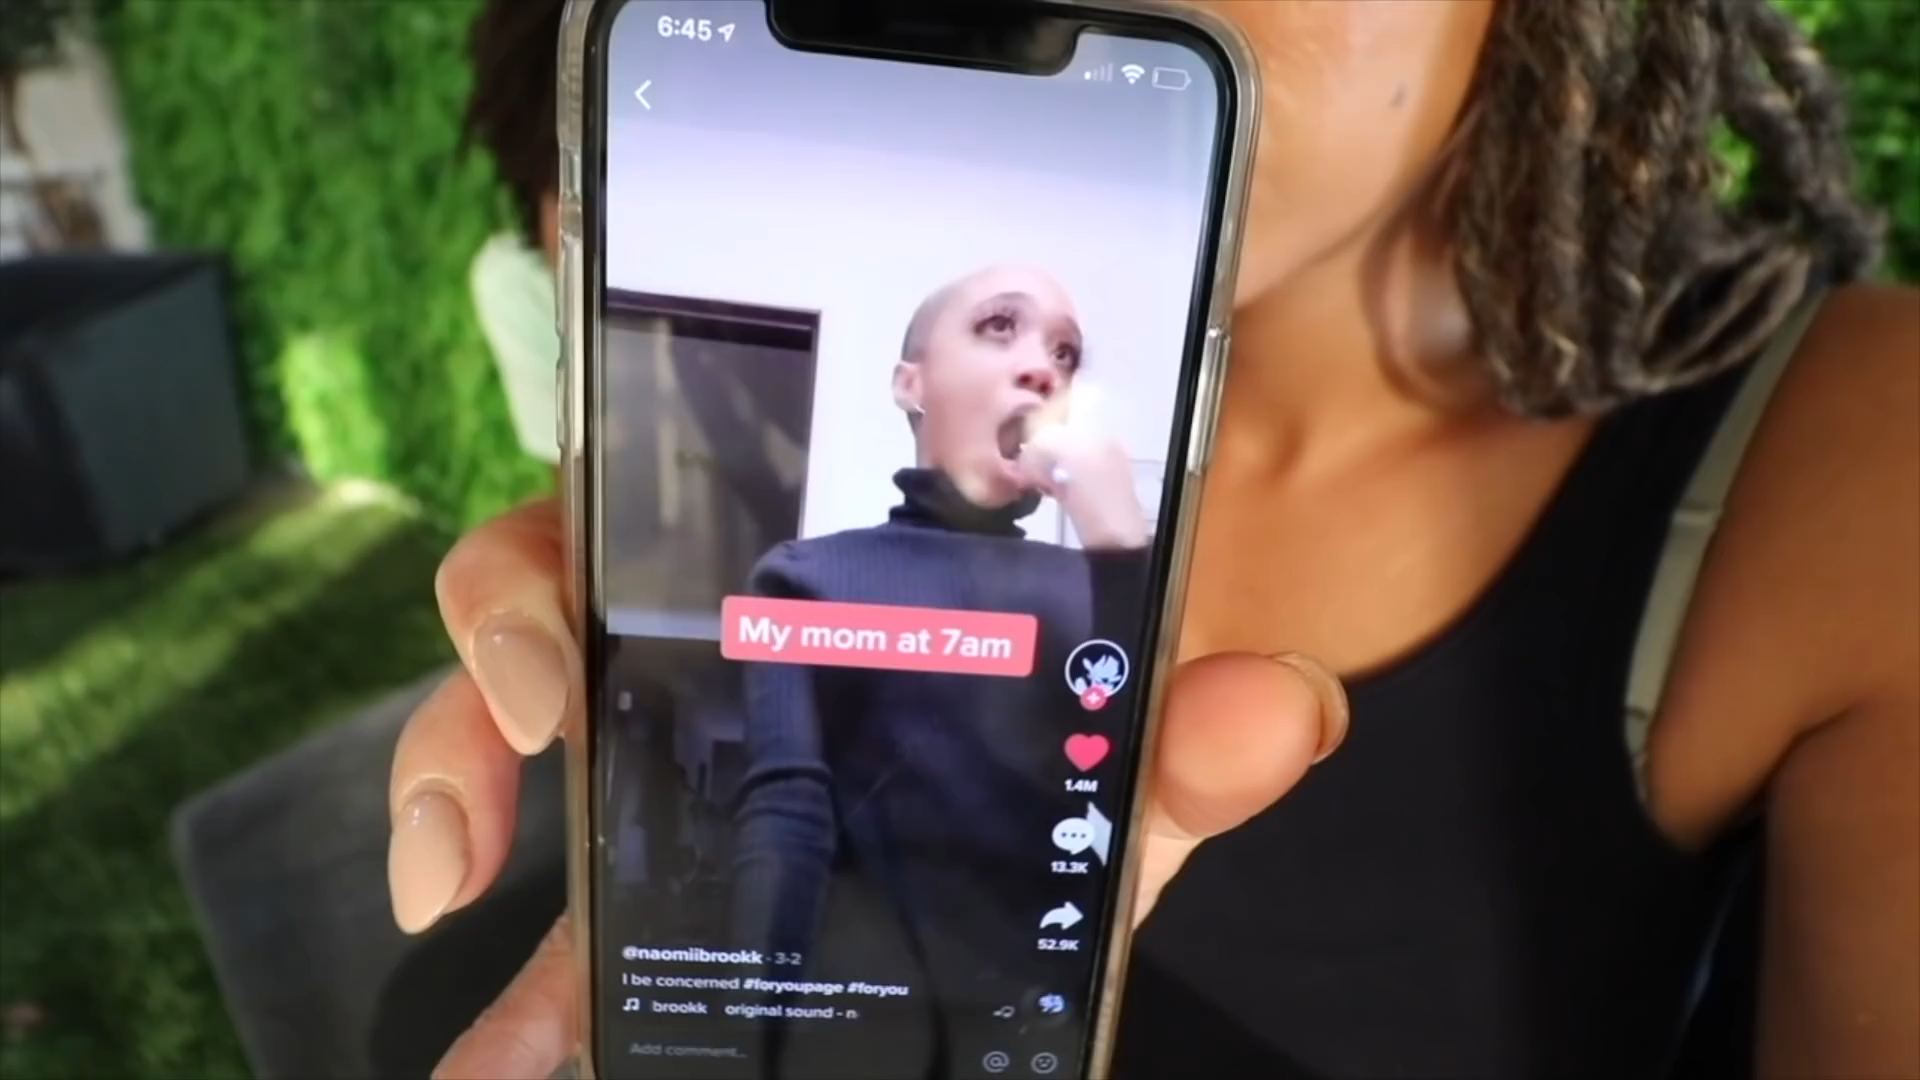 6:45
My mom at 7am
1.4M
13.3K
52.9K
@naomiibrookk · 3-2
I be concerned #foryoupage #foryou
brookk original sound - n
Add comment...